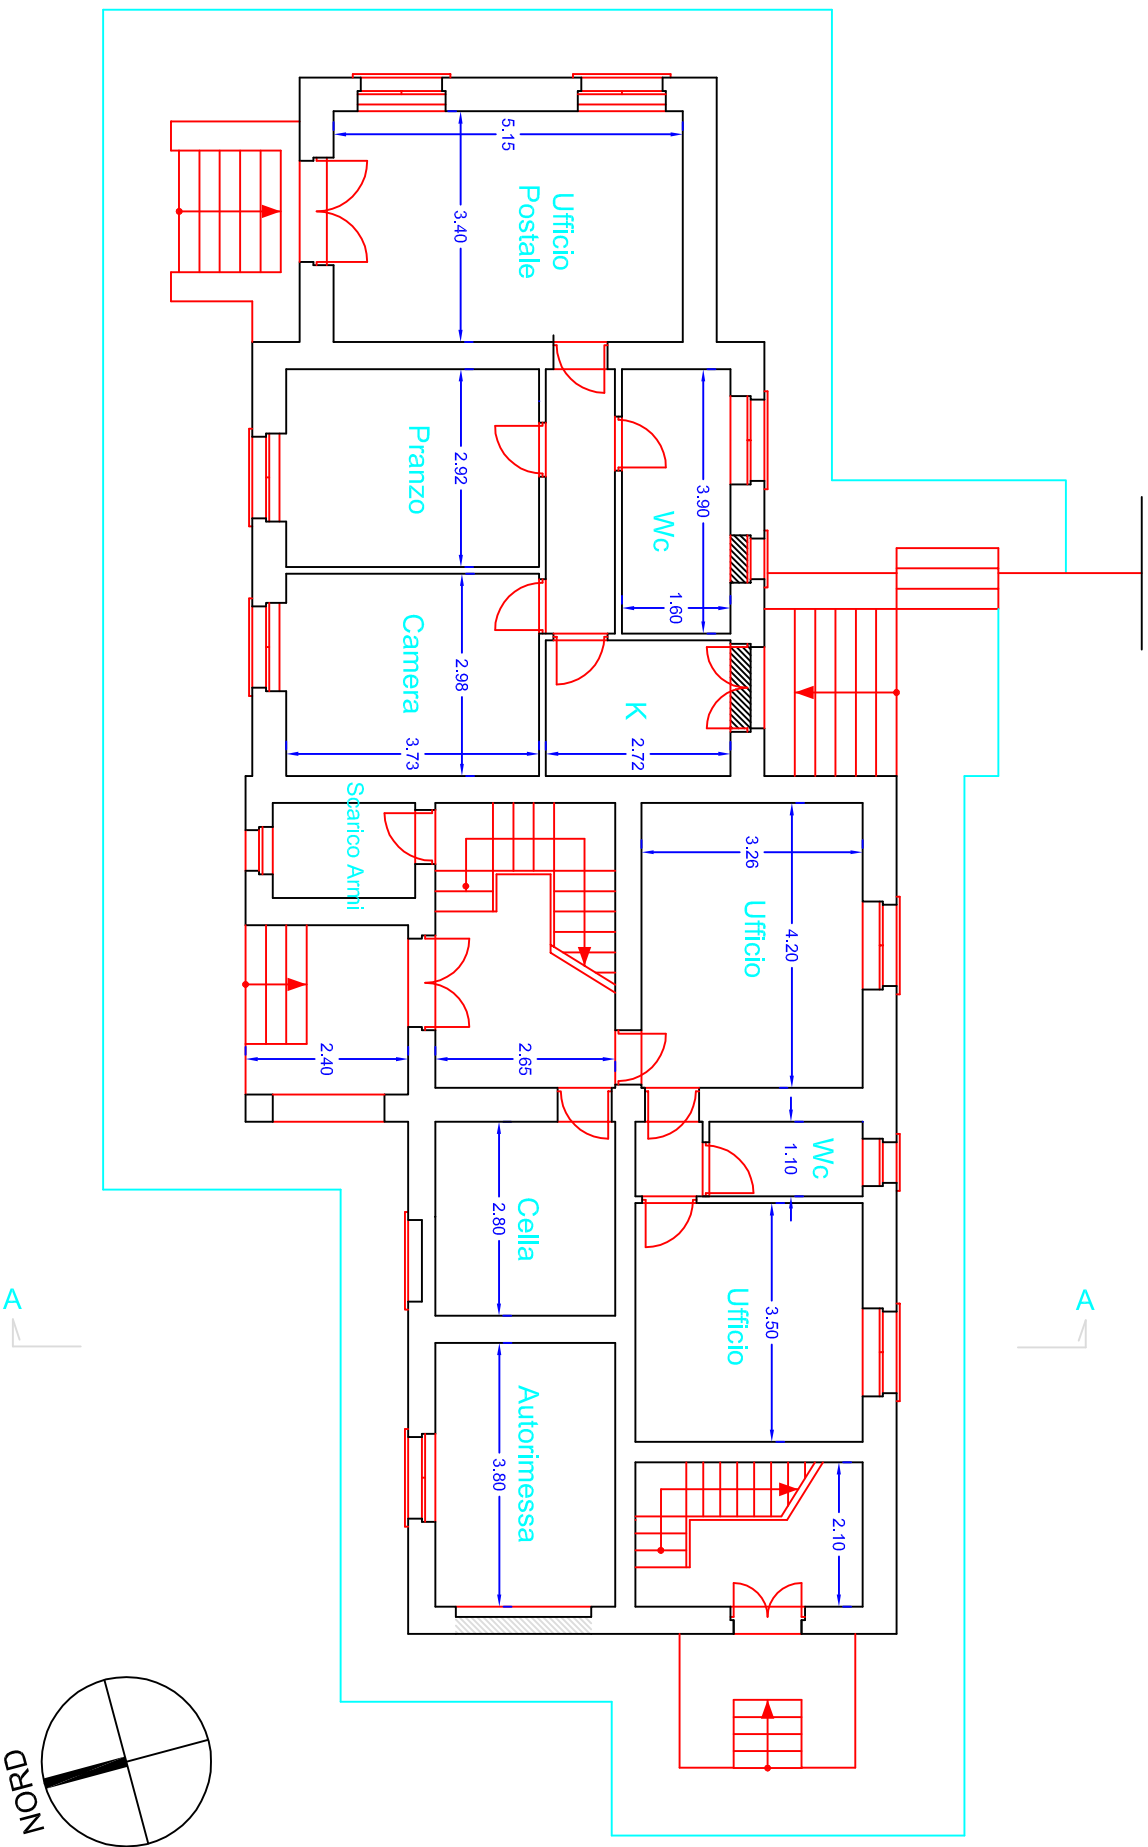 5.15
3.40
Ufficio
Postale
Pranzo
2.92
3.90
Wc
1.60
Camera
2.98
3.73
K
2.72
Scarico Armi
3.26
4.20
Ufficio
2.40
2.65
Wc
1.10
Cella
2.80
Ufficio
3.50
A
A
Autorimessa
3.80
2.10
NORD